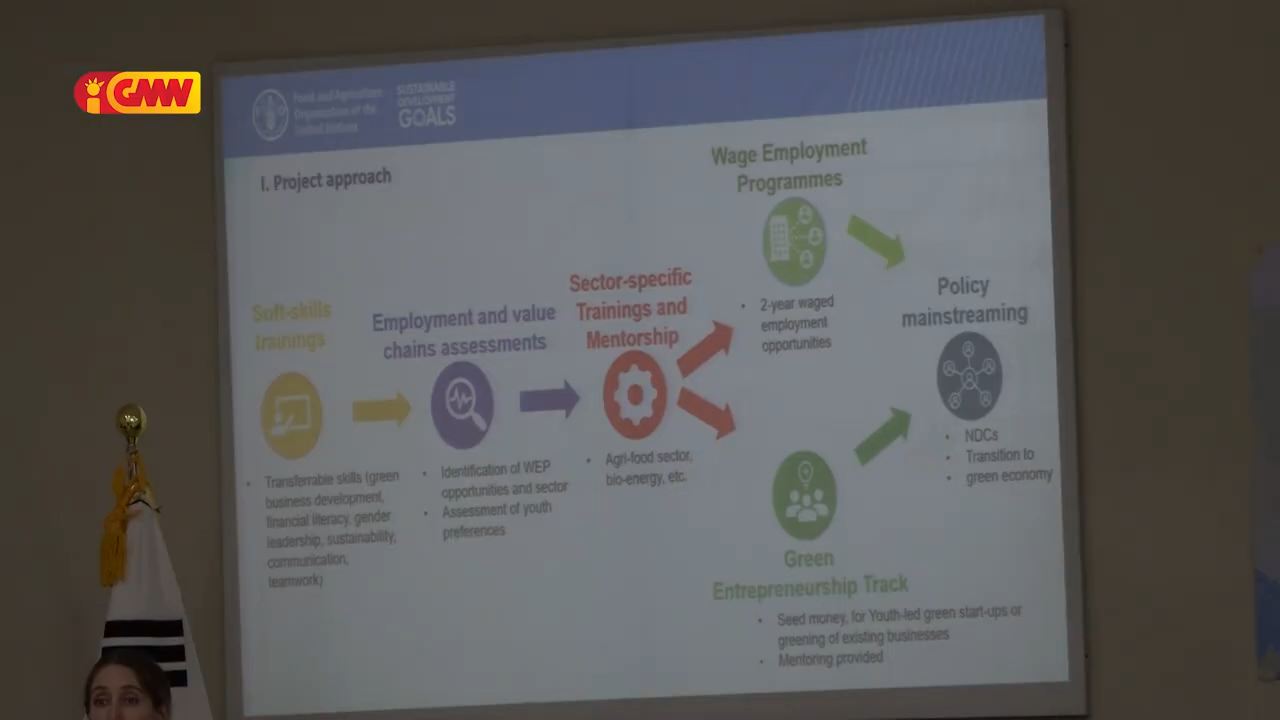 iGMW
Food and Agriculture
Organization of the
United Nations
SUSTAINABLE
DEVELOPMENT
GOALS
I. Project approach
Soft-skills
trainings
Transferrable skills (green
business development,
financial literacy, gender
leadership, sustainability,
communication,
teamwork)
Employment and value
chains assessments
• Identification of WEP
opportunities and sector
• Assessment of youth
preferences
Sector-specific
Trainings and
Mentorship
• Agri-food sector,
bio-energy, etc.
Wage Employment
Programmes
• 2-year waged
employment
opportunities
Green
Entrepreneurship Track
• Seed money, for Youth-led green start-ups or
greening of existing businesses
• Mentoring provided
Policy
mainstreaming
• NDCs
• Transition to
• green economy